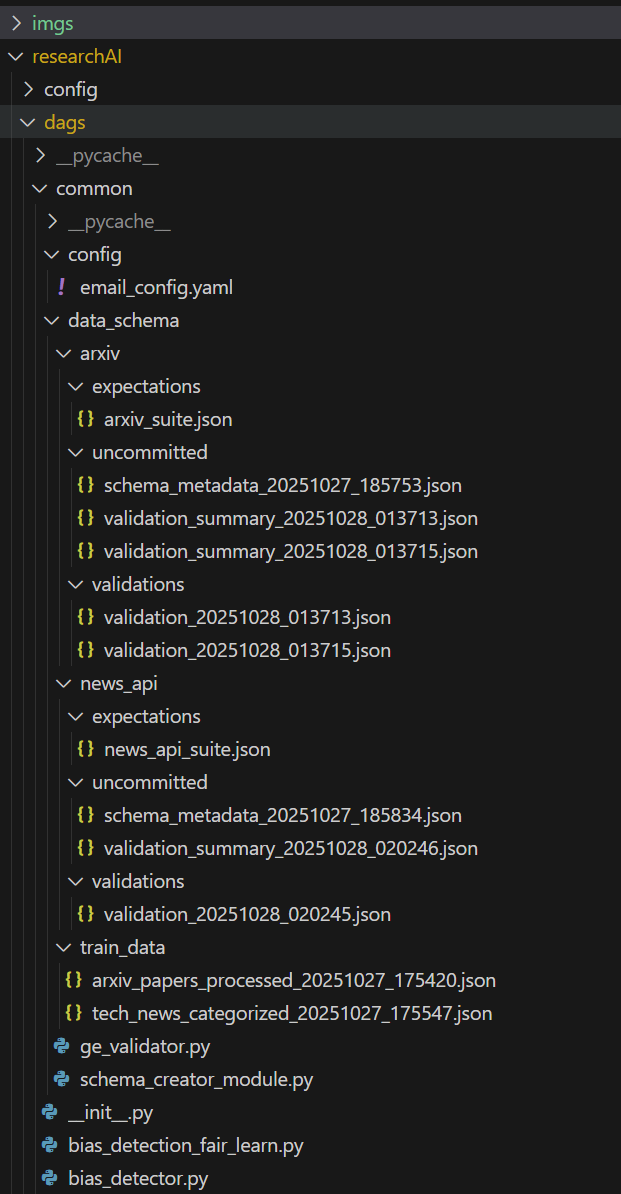 imgs
researchAI
config
dags
__pycache__
common
__pycache__
config
! email_config.yaml
data_schema
arxiv
expectations
{} arxiv_suite.json
uncommitted
{} schema_metadata_20251027_185753.json
{} validation_summary_20251028_013713.json
{} validation_summary_20251028_013715.json
validations
{} validation_20251028_013713.json
{} validation_20251028_013715.json
news_api
expectations
{} news_api_suite.json
uncommitted
{} schema_metadata_20251027_185834.json
{} validation_summary_20251028_020246.json
validations
{} validation_20251028_020245.json
train_data
{} arxiv_papers_processed_20251027_175420.json
{} tech_news_categorized_20251027_175547.json
ge_validator.py
schema_creator_module.py
__init__.py
bias_detection_fair_learn.py
bias_detector.py